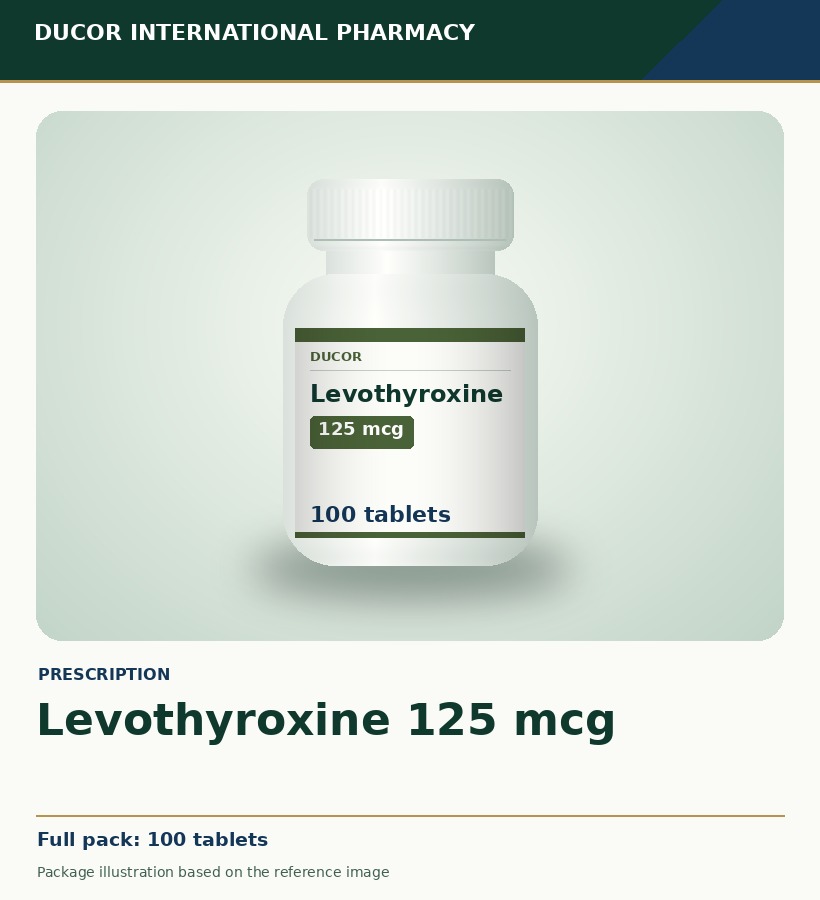 DUCOR INTERNATIONAL PHARMACY
DUCOR
Levothyroxine
125 mcg
100 tablets
PRESCRIPTION
Levothyroxine 125 mcg
Full pack: 100 tablets
Package illustration based on the reference image